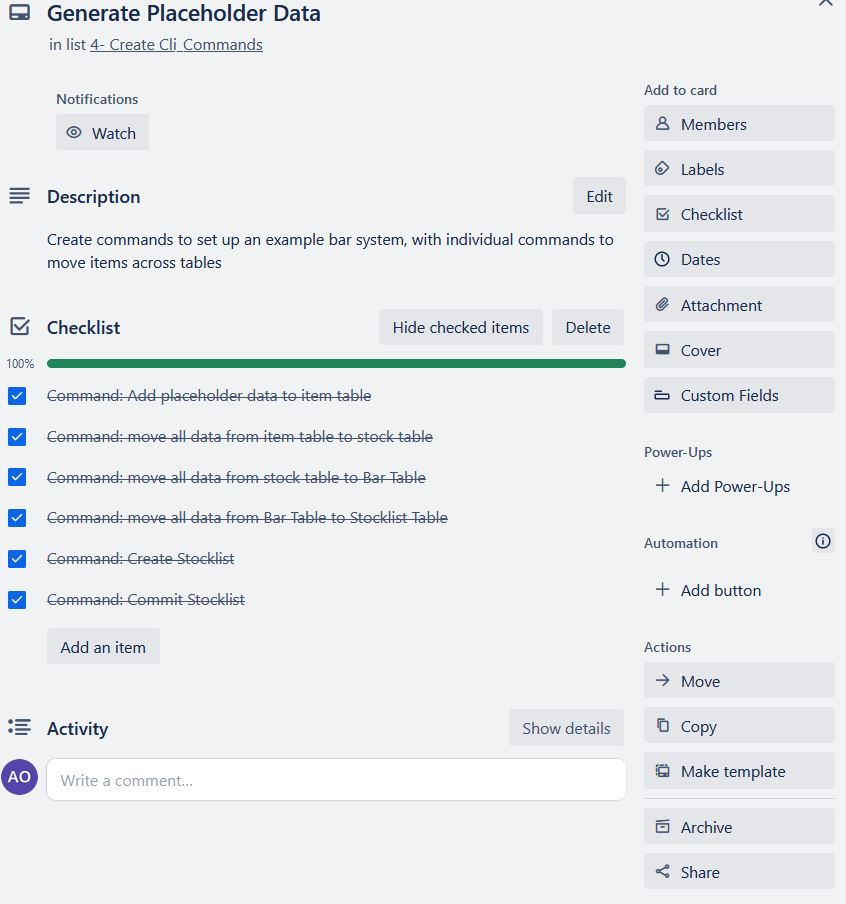 Generate Placeholder Data
in list 4- Create Cli Commands
Notifications
Watch
Description
Edit
Create commands to set up an example bar system, with individual commands to
move items across tables
Checklist
Hide checked items
Delete
100%
Command: Add placeholder data to item table
Command: move all data from item table to stock table
Command: move all data from stock table to Bar Table
Command: move all data from Bar Table to Stocklist Table
Command: Create Stocklist
Command: Commit Stocklist
Add an item
Activity
Show details
AO
Write a comment...
Add to card
Members
Labels
Checklist
Dates
Attachment
Cover
Custom Fields
Power-Ups
Add Power-Ups
Automation
Add button
Actions
Move
Copy
Make template
Archive
Share